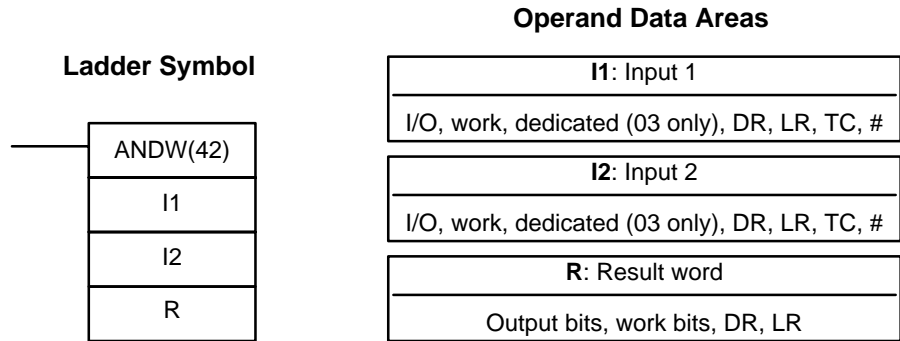 Ladder Symbol
ANDW(42)
I1
I2
R
Operand Data Areas
I1: Input 1
I/O, work, dedicated (03 only), DR, LR, TC, #
I2: Input 2
I/O, work, dedicated (03 only), DR, LR, TC, #
R: Result word
Output bits, work bits, DR, LR